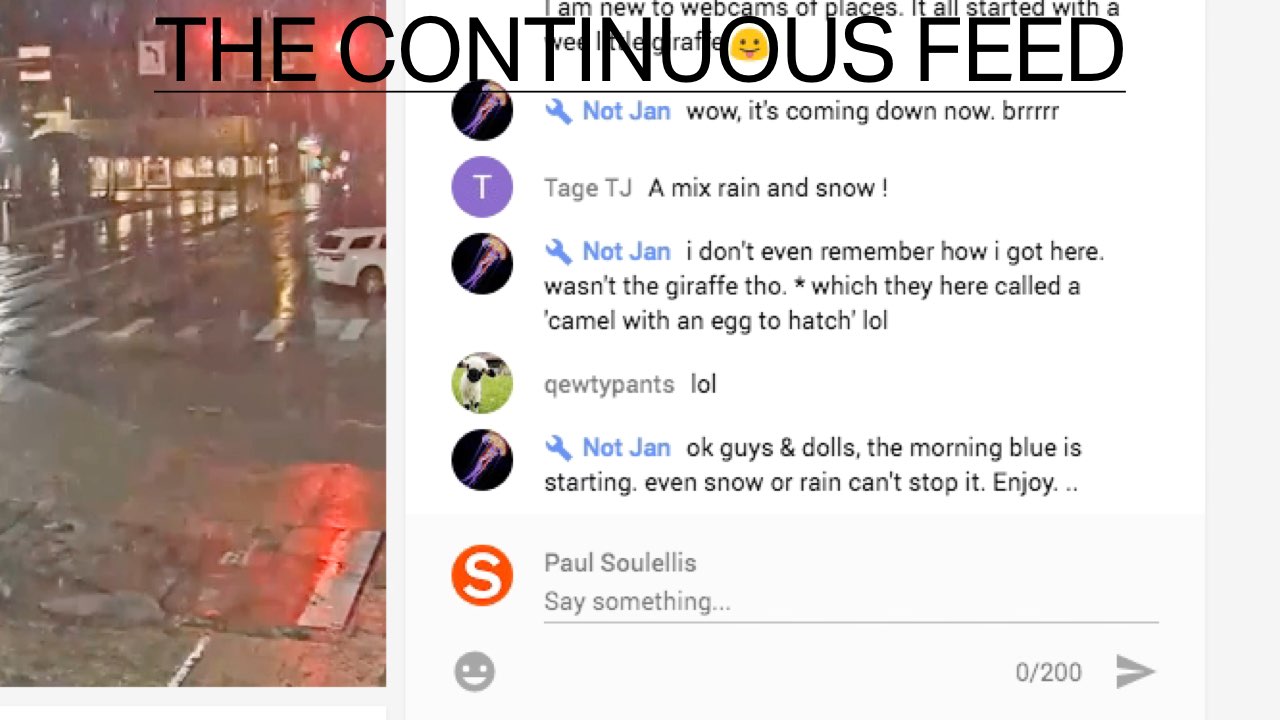 I am new to webcams of places. It all started with a
wee little giraffe😛
THE CONTINUOUS FEED
Not Jan wow, it's coming down now. brrrrr
T
Tage TJ A mix rain and snow !
Not Jan i don't even remember how i got here.
wasn't the giraffe tho. * which they here called a
'camel with an egg to hatch' lol
qewtypants lol
Not Jan ok guys & dolls, the morning blue is
starting. even snow or rain can't stop it. Enjoy. ..
S
Paul Soulellis
Say something...
0/200